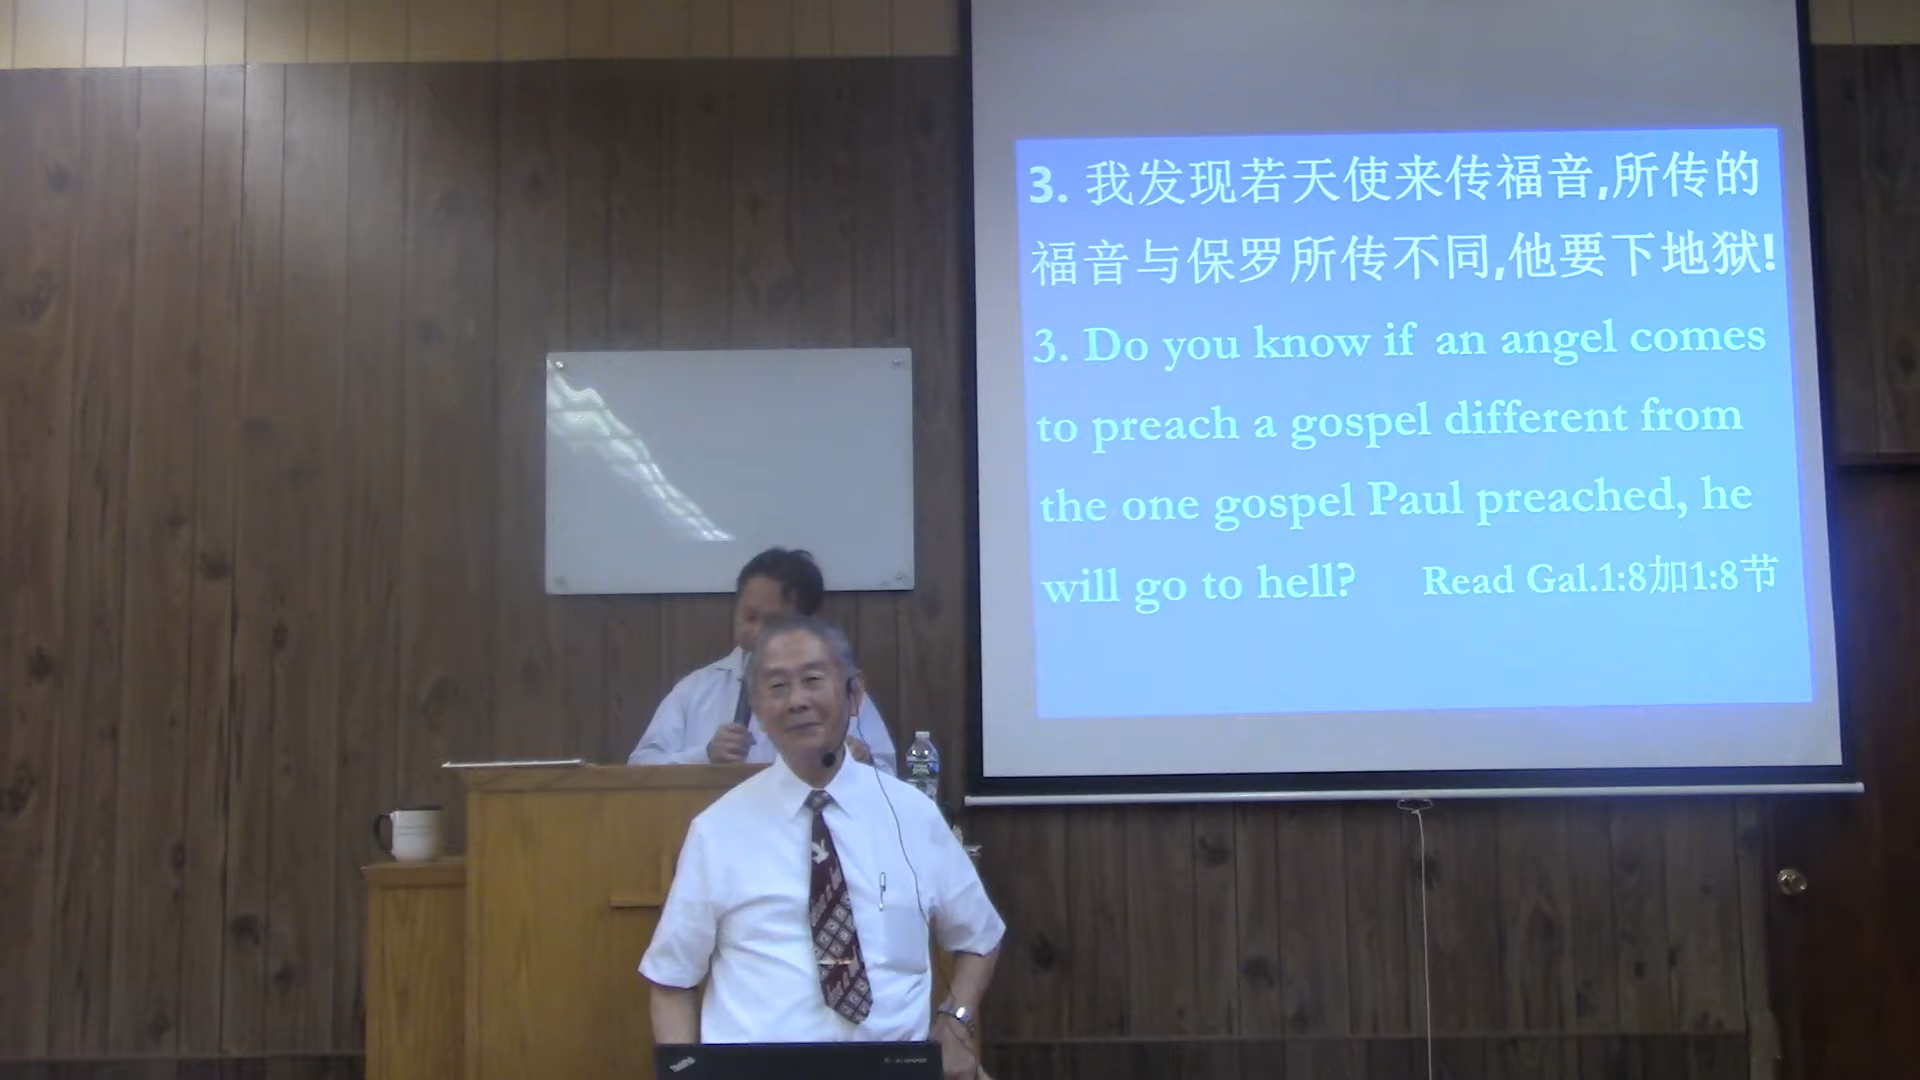 3. 我发现若天使来传福音,所传的
福音与保罗所传不同,他要下地狱!
3. Do you know if an angel comes
to preach a gospel different from
the one gospel Paul preached, he
will go to hell? Read Gal.1:8加1:8节
ThinkPad